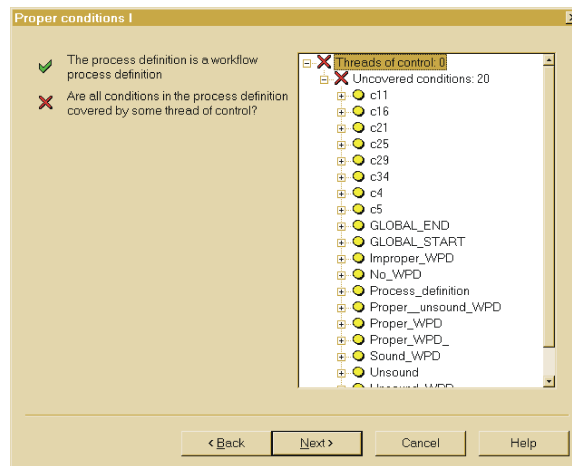 Proper conditions I
The process definition is a workflow
process definition
Are all conditions in the process definition
covered by some thread of control?
Threads of control: 0
Uncovered conditions: 20
c11
c16
c21
c25
c29
c34
c4
c5
GLOBAL_END
GLOBAL_START
Improper_WPD
No_WPD
Process_definition
Proper__unsound_WPD
Proper_WPD
Proper_WPD_
Sound_WPD
Unsound
Unsound_WPD
< Back
Next >
Cancel
Help